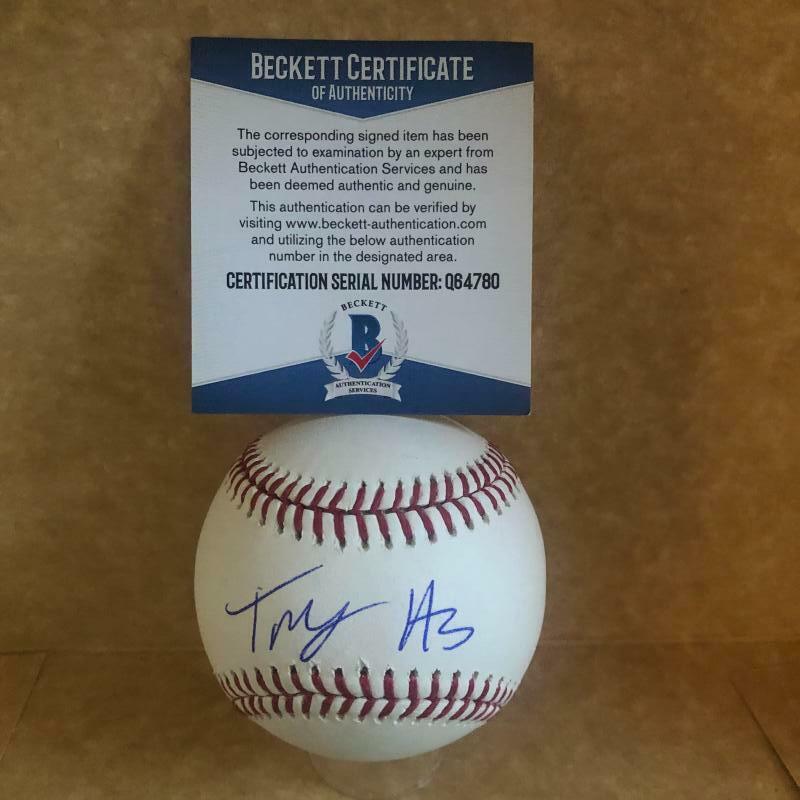 BECKETT CERTIFICATE
OF AUTHENTICITY
The corresponding signed item has been
subjected to examination by an expert from
Beckett Authentication Services and has
been deemed authentic and genuine.
This authentication can be verified by
visiting www.beckett-authentication.com
and utilizing the below authentication
number in the designated area.
CERTIFICATION SERIAL NUMBER: Q64780
BECKETT
B
AUTHENTICATION
SERVICES